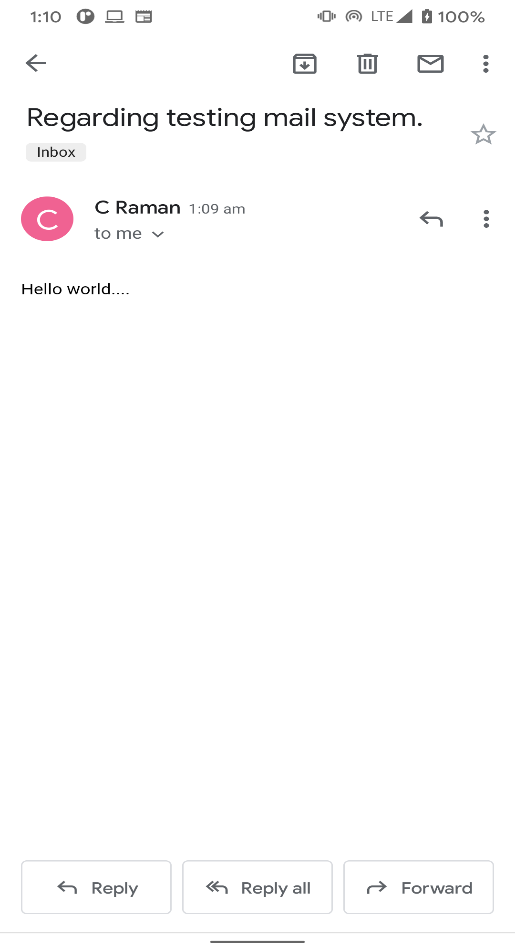 1:10 LTE 100%
Regarding testing mail system.
Inbox
C
C Raman 1:09 am
to me
Hello world....
Reply Reply all Forward